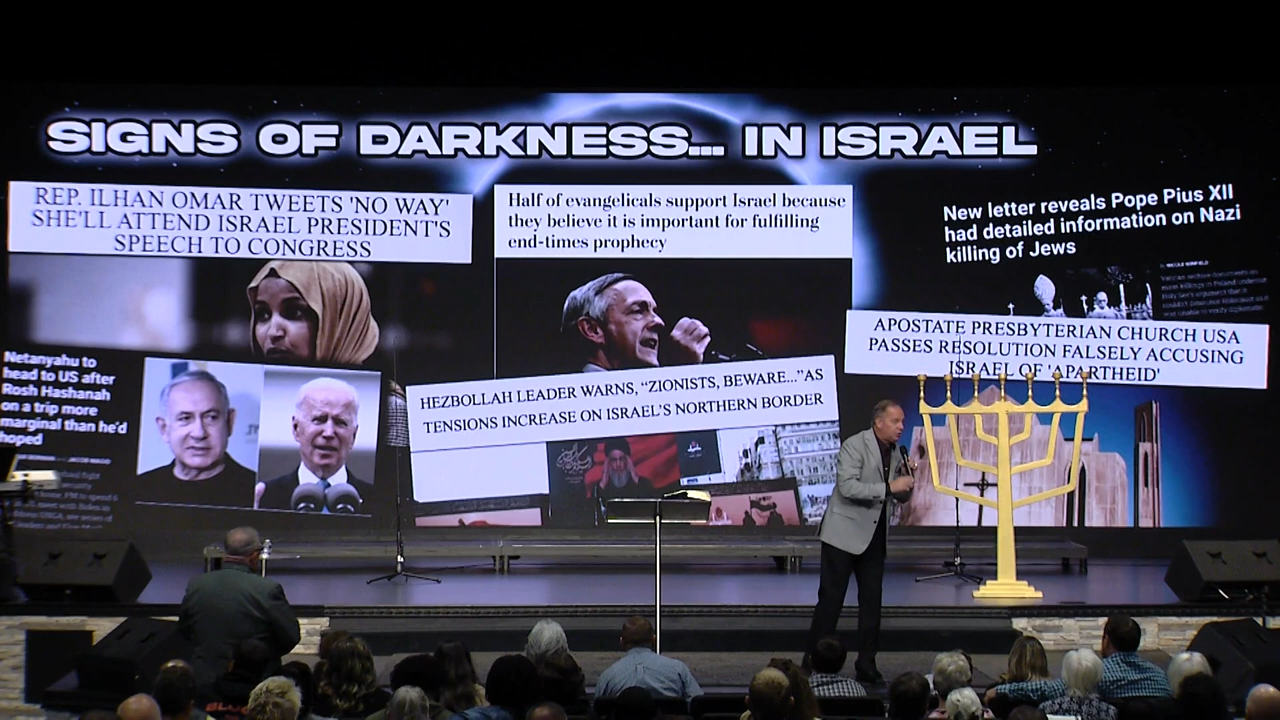 SIGNS OF DARKNESS... IN ISRAEL
REP. ILHAN OMAR TWEETS 'NO WAY'
SHE'LL ATTEND ISRAEL PRESIDENT'S
SPEECH TO CONGRESS
Half of evangelicals support Israel because
they believe it is important for fulfilling
end-times prophecy
New letter reveals Pope Pius XII
had detailed information on Nazi
killing of Jews
APOSTATE PRESBYTERIAN CHURCH USA
PASSES RESOLUTION FALSELY ACCUSING
ISRAEL OF 'APARTHEID'
Netanyahu to
head to US after
Rosh Hashanah
on a trip more
marginal than he'd
hoped
HEZBOLLAH LEADER WARNS, “ZIONISTS, BEWARE...”AS
TENSIONS INCREASE ON ISRAEL'S NORTHERN BORDER